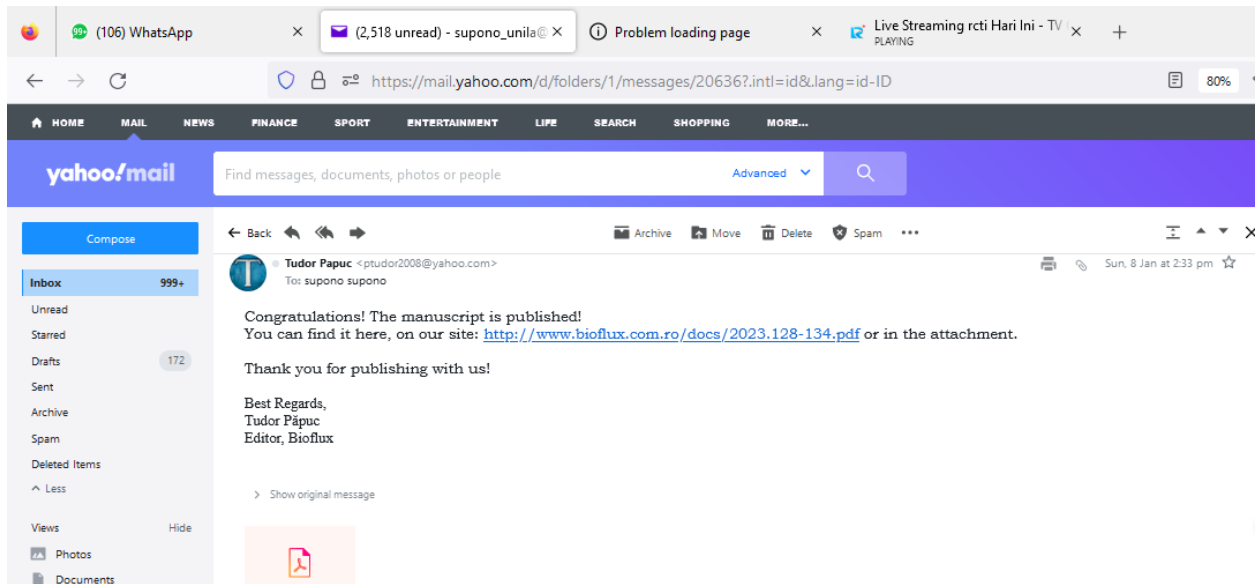 (106) WhatsApp
(2,518 unread) - supono_unila@
Problem loading page
Live Streaming rcti Hari Ini - TV
PLAYING
https://mail.yahoo.com/d/folders/1/messages/20636?.intl=id&.lang=id-ID
80%
HOME MAIL NEWS FINANCE SPORT ENTERTAINMENT LIFE SEARCH SHOPPING MORE...
yahoo!mail
Find messages, documents, photos or people
Advanced
Compose
Back
Archive
Move
Delete
Spam
Inbox 999+
Unread
Starred
Drafts 172
Sent
Archive
Spam
Deleted Items
Less
Views Hide
Photos
Documents
Tudor Papuc <ptudor2008@yahoo.com>
Sun, 8 Jan at 2:33 pm
To: supono supono
Congratulations! The manuscript is published!
You can find it here, on our site: http://www.bioflux.com.ro/docs/2023.128-134.pdf or in the attachment.
Thank you for publishing with us!
Best Regards,
Tudor Păpuc
Editor, Bioflux
Show original message